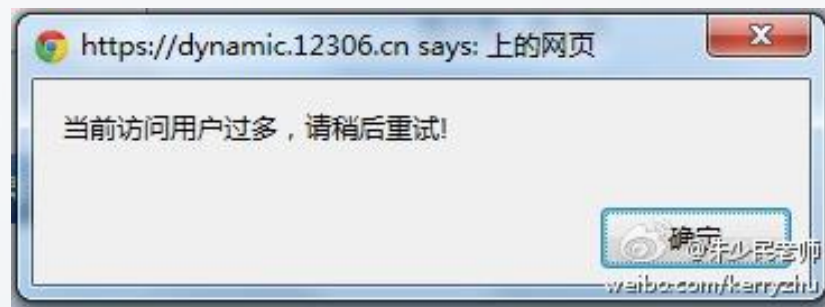 https://dynamic.12306.cn says: 上的网页
当前访问用户过多，请稍后重试!
确定
@朱少民老师
weibo.com/kerryzhu